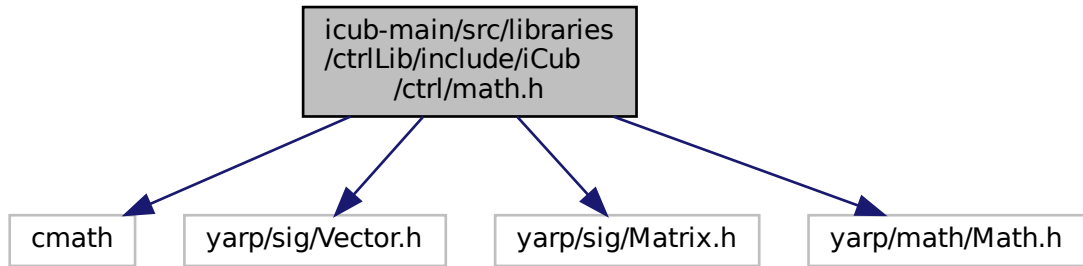 icub-main/src/libraries
/ctrlLib/include/iCub
/ctrl/math.h
cmath
yarp/sig/Vector.h
yarp/sig/Matrix.h
yarp/math/Math.h